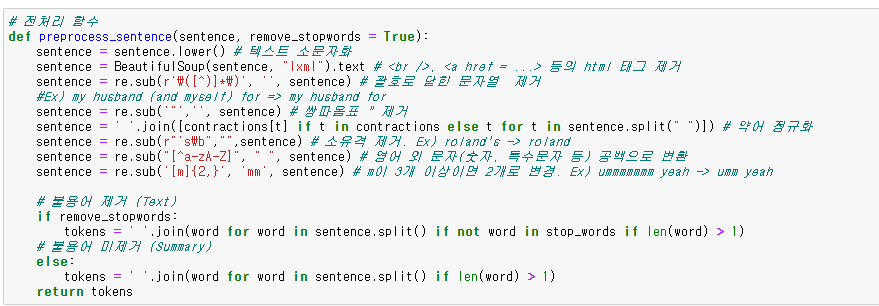 # 전처리 함수
def preprocess_sentence(sentence, remove_stopwords = True):
    sentence = sentence.lower() # 텍스트 소문자화
    sentence = BeautifulSoup(sentence, "lxml").text # <br />, <a href = ...> 등의 html 태그 제거
    sentence = re.sub(r'₩([^)]*₩)', '', sentence) # 괄호로 닫힌 문자열  제거
    #Ex) my husband (and myself) for => my husband for
    sentence = re.sub('"','', sentence) # 쌍따옴표 " 제거
    sentence = ' '.join([contractions[t] if t in contractions else t for t in sentence.split(" ")]) # 약어 정규화
    sentence = re.sub(r"'s₩b","",sentence) # 소유격 제거. Ex) roland's -> roland
    sentence = re.sub("[^a-zA-Z]", " ", sentence) # 영어 외 문자(숫자, 특수문자 등) 공백으로 변환
    sentence = re.sub('[m]{2,}', 'mm', sentence) # m이 3개 이상이면 2개로 변경. Ex) ummmmmmm yeah -> umm yeah

    # 불용어 제거 (Text)
    if remove_stopwords:
        tokens = ' '.join(word for word in sentence.split() if not word in stop_words if len(word) > 1)
    # 불용어 미제거 (Summary)
    else:
        tokens = ' '.join(word for word in sentence.split() if len(word) > 1)
    return tokens